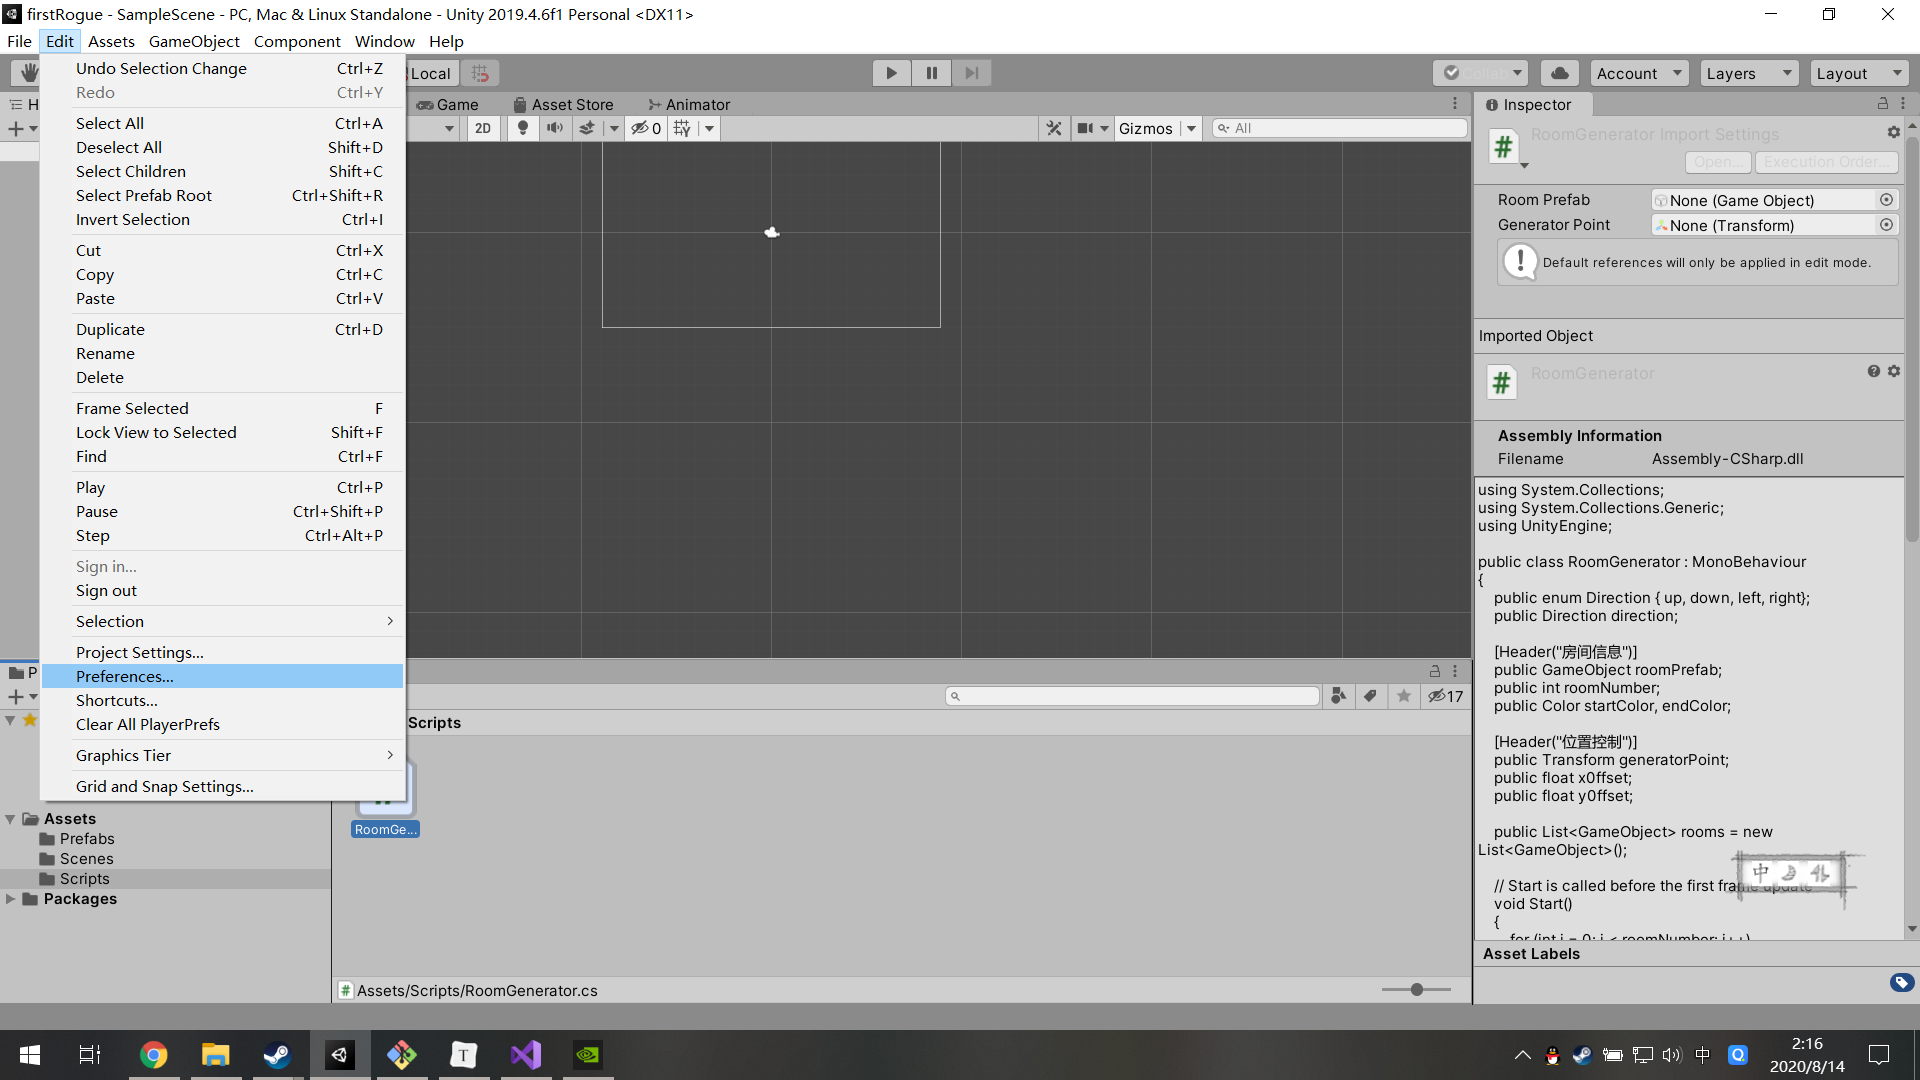 firstRogue - SampleScene - PC, Mac & Linux Standalone - Unity 2019.4.6f1 Personal <DX11>
File Edit Assets GameObject Component Window Help
Undo Selection Change Ctrl+Z
Redo Ctrl+Y
Select All Ctrl+A
Deselect All Shift+D
Select Children Shift+C
Select Prefab Root Ctrl+Shift+R
Invert Selection Ctrl+I
Cut Ctrl+X
Copy Ctrl+C
Paste Ctrl+V
Duplicate Ctrl+D
Rename
Delete
Frame Selected F
Lock View to Selected Shift+F
Find Ctrl+F
Play Ctrl+P
Pause Ctrl+Shift+P
Step Ctrl+Alt+P
Sign in...
Sign out
Selection
Project Settings...
Preferences...
Shortcuts...
Clear All PlayerPrefs
Graphics Tier
Grid and Snap Settings...
Local
Collab Account Layers Layout
H
Game Asset Store Animator
2D 0 Gizmos All
P
17
Scripts
RoomGe...
Assets
Prefabs
Scenes
Scripts
Packages
Assets/Scripts/RoomGenerator.cs
Inspector
RoomGenerator Import Settings
Open... Execution Order...
Room Prefab None (Game Object)
Generator Point None (Transform)
Default references will only be applied in edit mode.
Imported Object
RoomGenerator
Assembly Information
Filename Assembly-CSharp.dll
using System.Collections;
using System.Collections.Generic;
using UnityEngine;
public class RoomGenerator : MonoBehaviour
{
public enum Direction { up, down, left, right};
public Direction direction;
[Header("房间信息")]
public GameObject roomPrefab;
public int roomNumber;
public Color startColor, endColor;
[Header("位置控制")]
public Transform generatorPoint;
public float x0ffset;
public float y0ffset;
public List<GameObject> rooms = new
List<GameObject>();
// Start is called before the first frame update
void Start()
{
for (int i = 0; i < roomNumber; i++)
中
Asset Labels
T
中
Q
2:16
2020/8/14